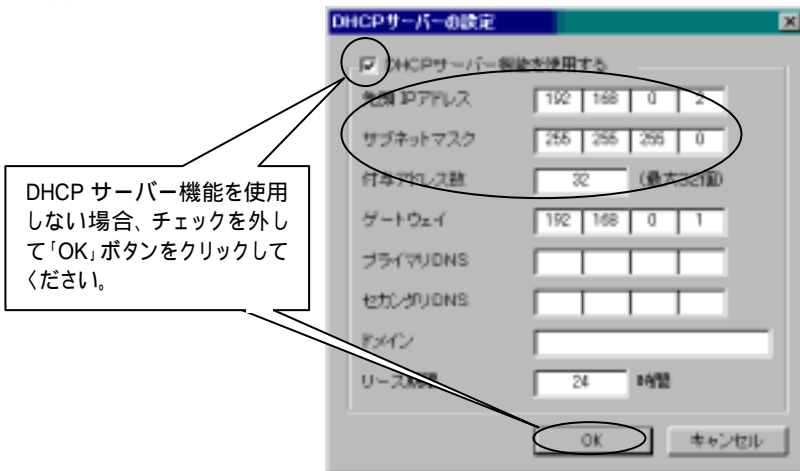 DHCPサーバーの設定
DHCPサーバー機能を使用する
先頭IPアドレス 192 168 0 2
サブネットマスク 255 255 255 0
付与アドレス数 32 (最大32個)
ゲートウェイ 192 168 0 1
プライマリDNS
セカンダリDNS
ドメイン
リース期間 24 時間
OK キャンセル
DHCP サーバー機能を使用
しない場合、チェックを外し
て「OK」ボタンをクリックして
ください。